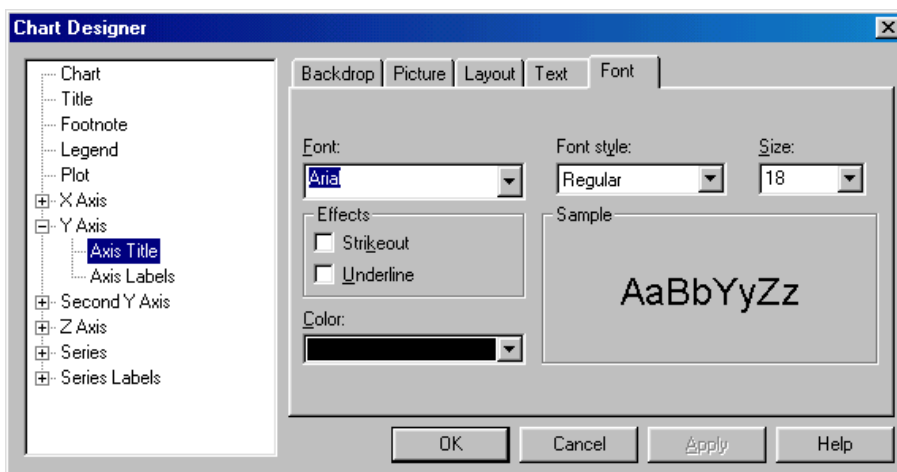 Chart Designer
Chart
Title
Footnote
Legend
Plot
X Axis
Y Axis
Axis Title
Axis Labels
Second Y Axis
Z Axis
Series
Series Labels
Backdrop Picture Layout Text Font
Font: Font style: Size:
Arial Regular 18
Effects Sample
Strikeout
Underline
AaBbYyZz
Color:
OK Cancel Apply Help